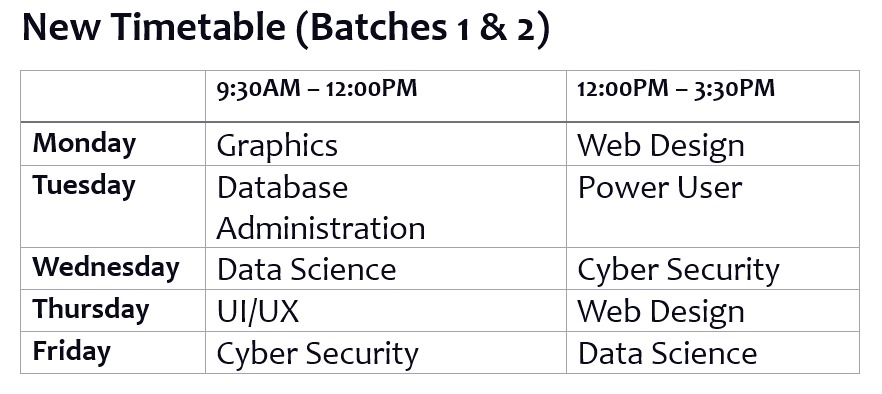 New Timetable (Batches 1 & 2)
9:30AM – 12:00PM 12:00PM – 3:30PM
Monday Graphics Web Design
Tuesday Database Power User
Administration
Wednesday Data Science Cyber Security
Thursday UI/UX Web Design
Friday Cyber Security Data Science